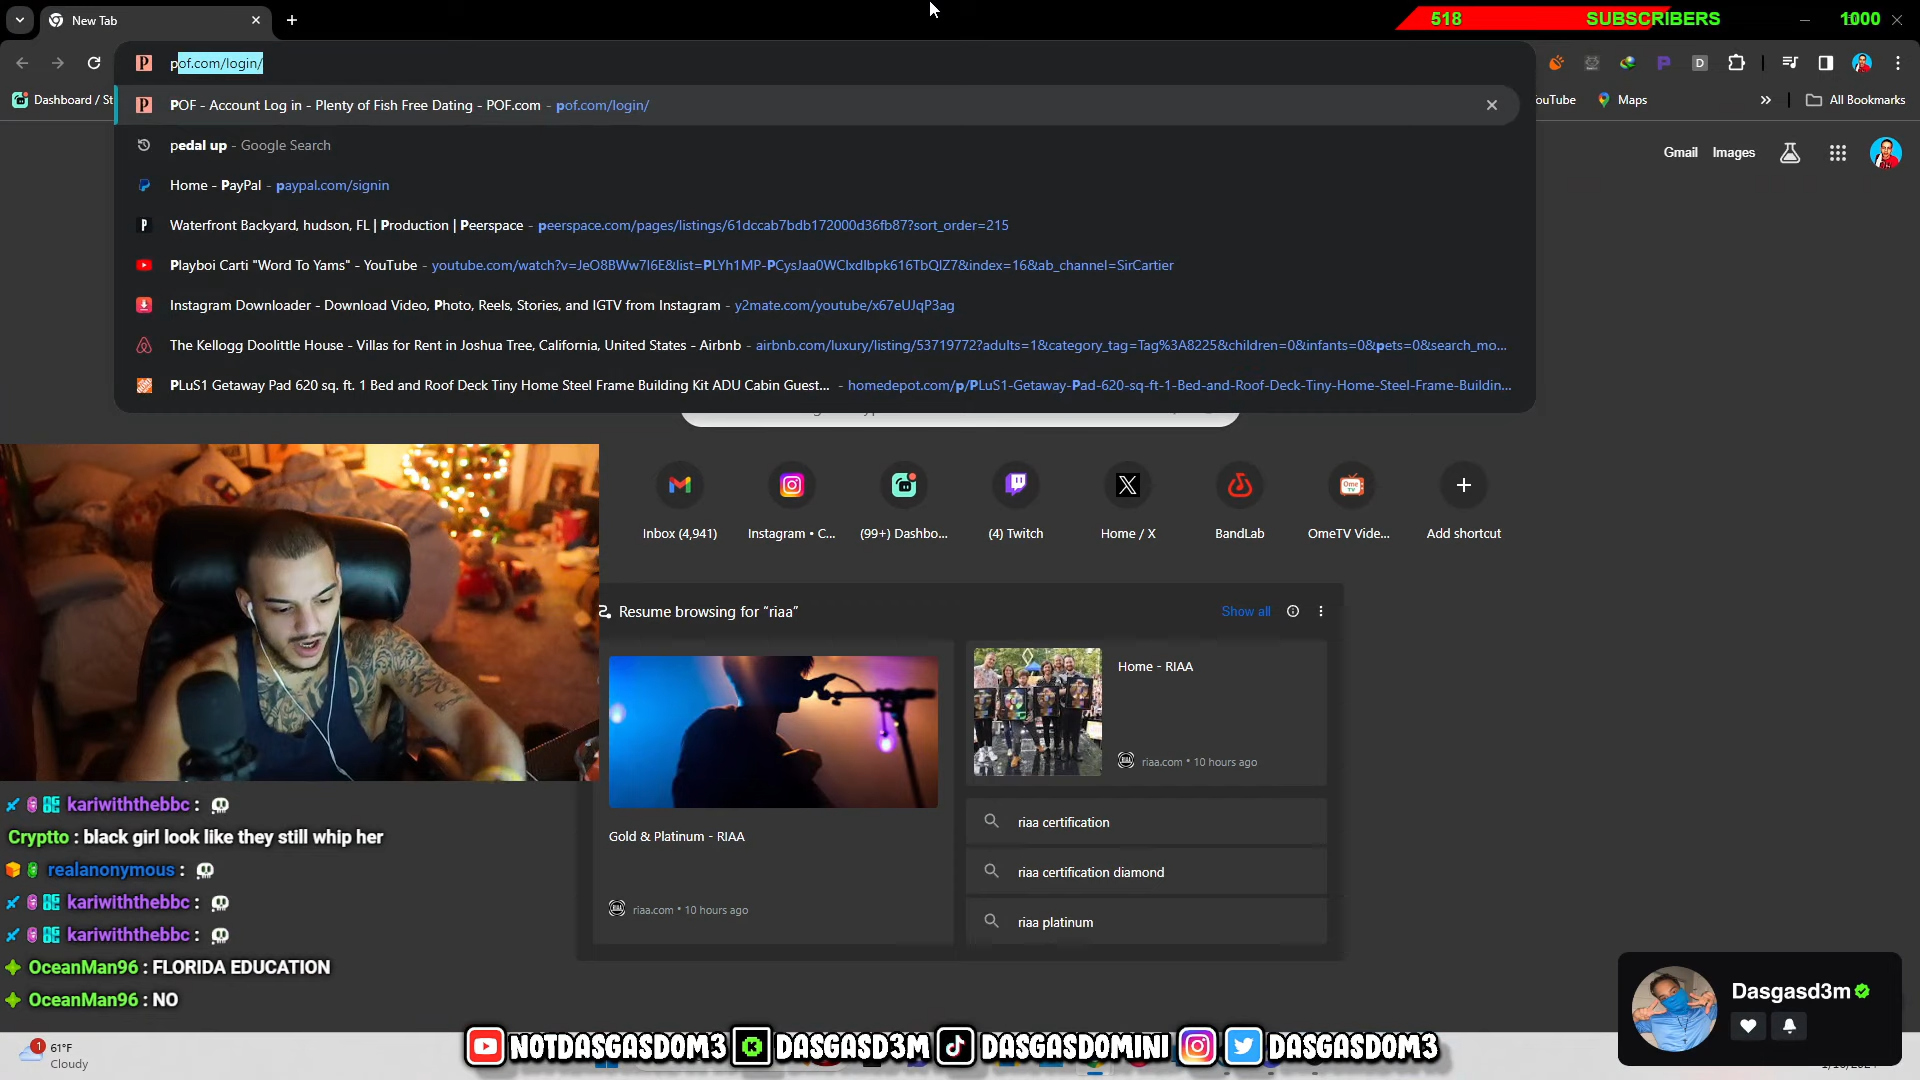 New Tab
518 SUBSCRIBERS 1000
pof.com/login/
Dashboard / St
POF - Account Log in - Plenty of Fish Free Dating - POF.com - pof.com/login/
ouTube
Maps
All Bookmarks
pedal up - Google Search
Gmail Images
Home - PayPal - paypal.com/signin
Waterfront Backyard, hudson, FL | Production | Peerspace - peerspace.com/pages/listings/61dccab7bdb172000d36fb87?sort_order=215
Playboi Carti "Word To Yams" - YouTube - youtube.com/watch?v=JeO8BWw7I6E&list=PLYh1MP-PCysJaa0WClxdlbpk616TbQIZ7&index=16&ab_channel=SirCartier
Instagram Downloader - Download Video, Photo, Reels, Stories, and IGTV from Instagram - y2mate.com/youtube/x67eUJqP3ag
The Kellogg Doolittle House - Villas for Rent in Joshua Tree, California, United States - Airbnb - airbnb.com/luxury/listing/53719772?adults=1&category_tag=Tag%3A8225&children=0&infants=0&pets=0&search_mo...
PLuS1 Getaway Pad 620 sq. ft. 1 Bed and Roof Deck Tiny Home Steel Frame Building Kit ADU Cabin Guest... - homedepot.com/p/PLuS1-Getaway-Pad-620-sq-ft-1-Bed-and-Roof-Deck-Tiny-Home-Steel-Frame-Buildin...
Inbox (4,941)
Instagram • C...
(99+) Dashbo...
(4) Twitch
Home / X
BandLab
OmeTV Vide...
Add shortcut
Resume browsing for “riaa”
Show all
Home - RIAA
riaa.com • 10 hours ago
Gold & Platinum - RIAA
riaa.com • 10 hours ago
riaa certification
riaa certification diamond
riaa platinum
kariwiththebbc :
Cryptto : black girl look like they still whip her
realanonymous :
kariwiththebbc :
kariwiththebbc :
OceanMan96 : FLORIDA EDUCATION
OceanMan96 : NO
Dasgasd3m
1
61°F
Cloudy
NOTDASGASDOM3 DASGASD3M DASGASDOMINI DASGASDOM3